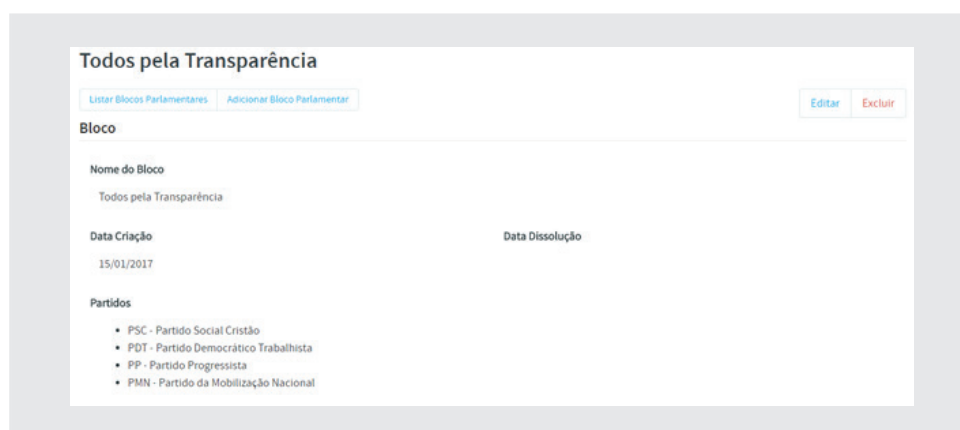 Todos pela Transparência
Listar Blocos Parlamentares Adicionar Bloco Parlamentar Editar Excluir
Bloco
Nome do Bloco
Todos pela Transparência
Data Criação Data Dissolução
15/01/2017
Partidos
• PSC - Partido Social Cristão
• PDT - Partido Democrático Trabalhista
• PP - Partido Progressista
• PMN - Partido da Mobilização Nacional